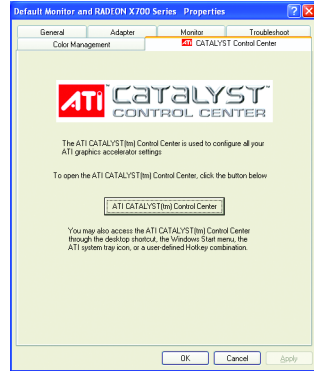 Default Monitor and RADEON X700 Series Properties
General Adapter Monitor Troubleshoot
Color Management ATI CATALYST Control Center
ATI CATALYST™
CONTROL CENTER
The ATI CATALYST(tm) Control Center is used to configure all your
ATI graphics accelerator settings.
To open the ATI CATALYST(tm) Control Center, click the button below
ATI CATALYST(tm) Control Center
You may also access the ATI CATALYST(tm) Control Center
through the desktop shortcut, the Windows Start menu, the
ATI system tray icon, or a user-defined Hotkey combination.
OK Cancel Apply